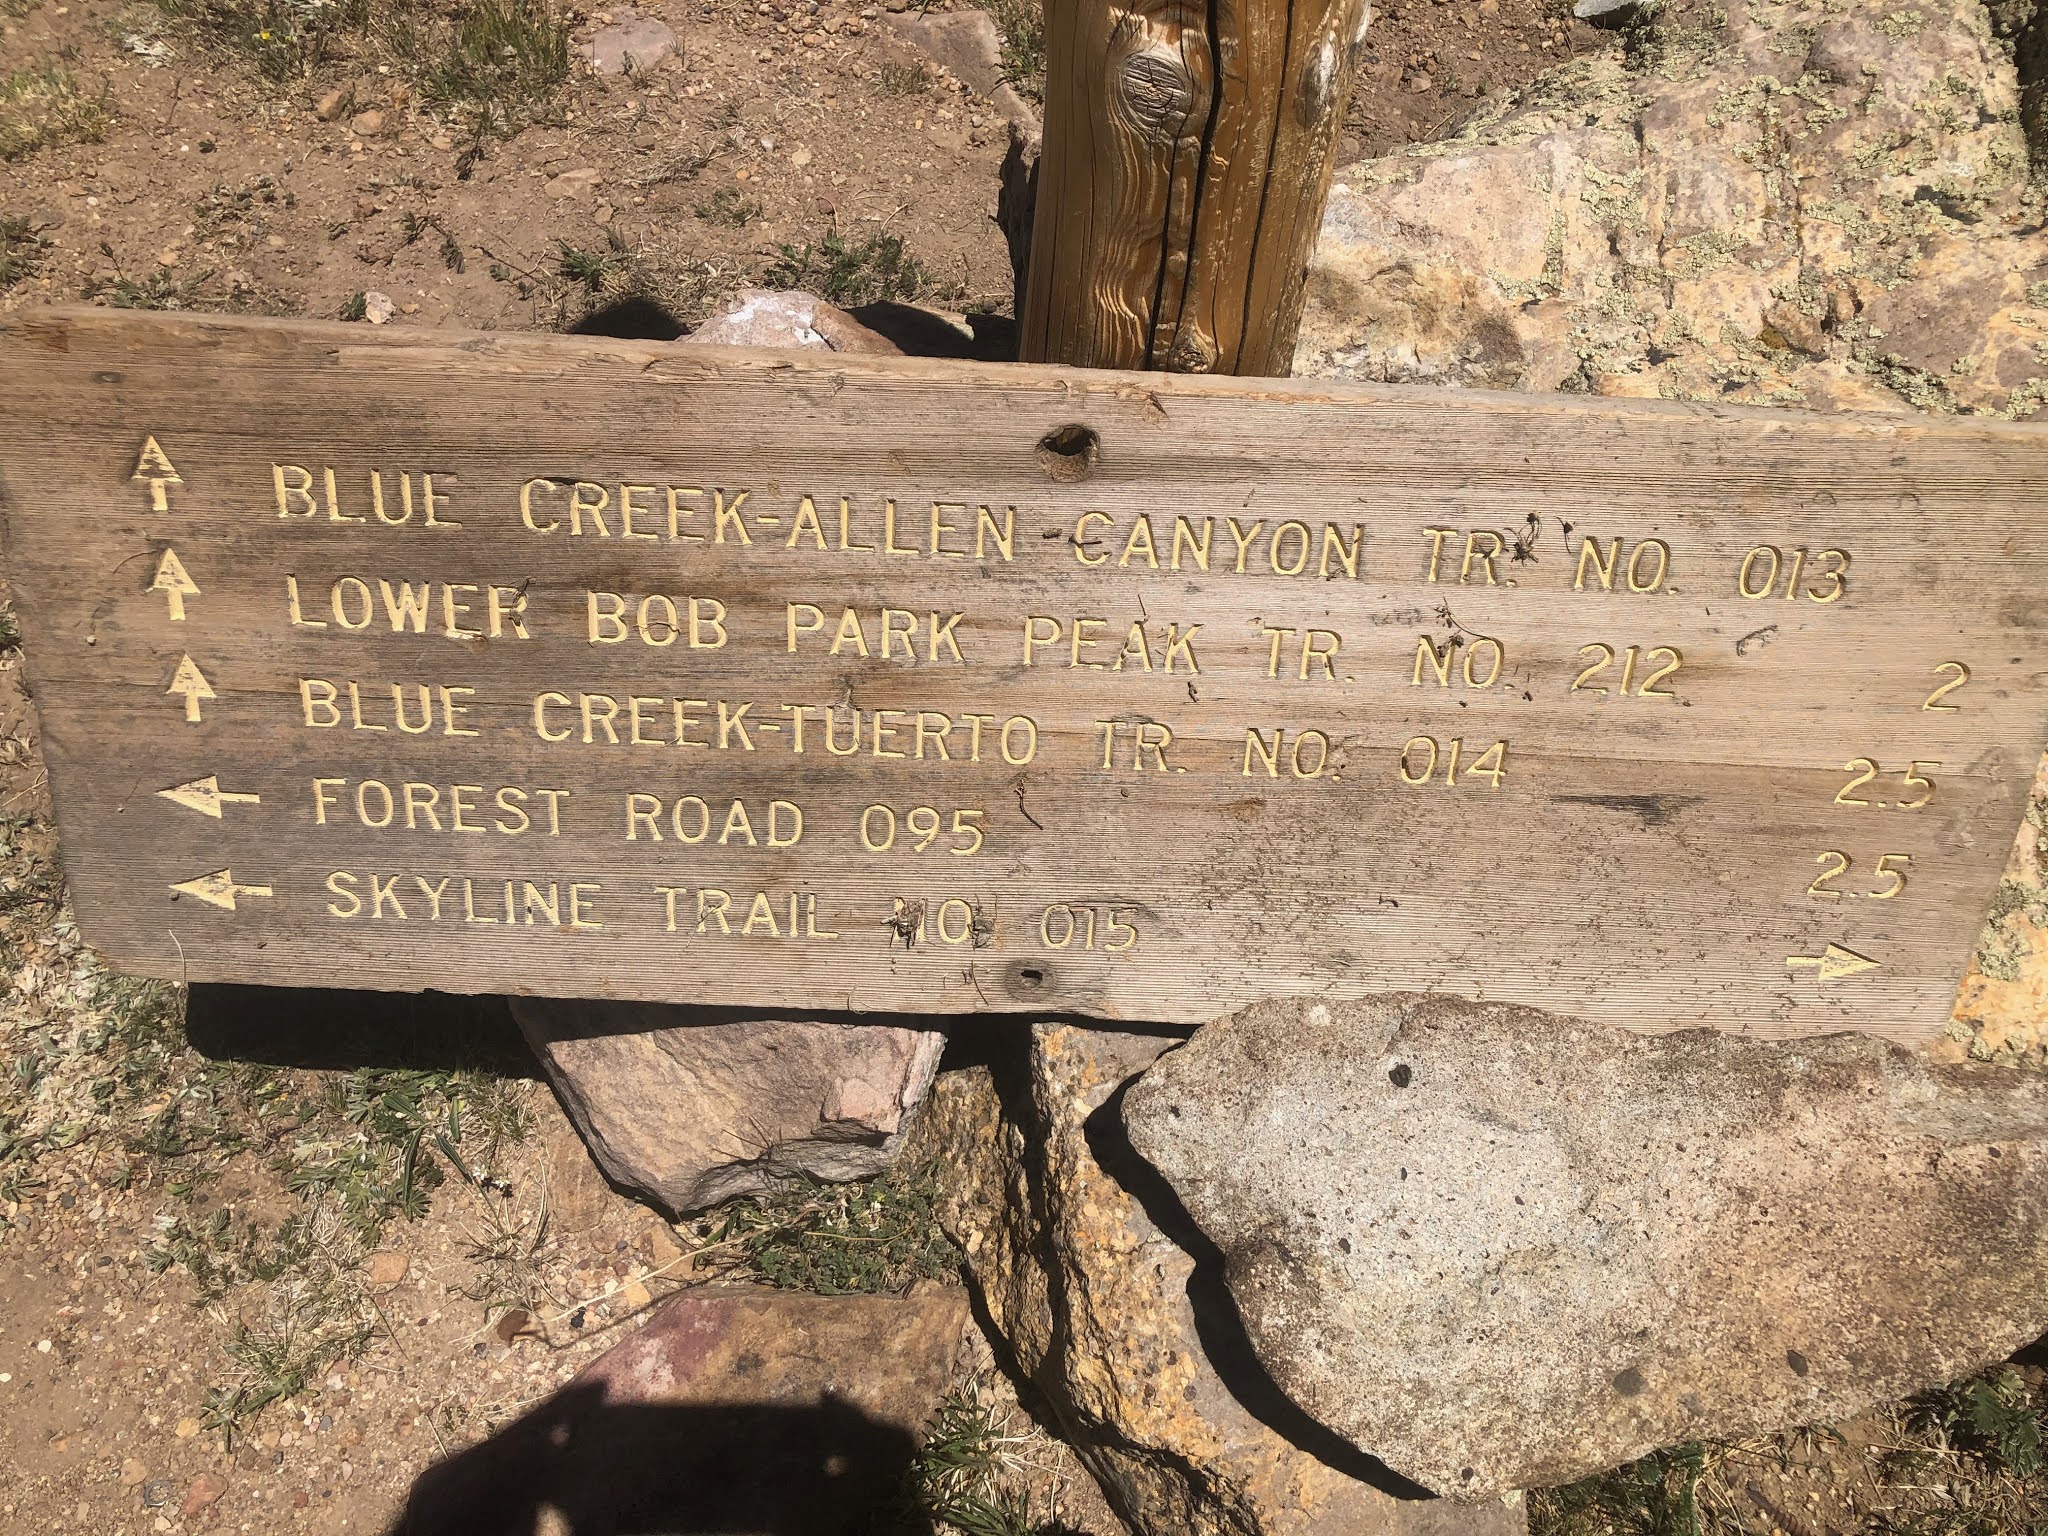 BLUE CREEK-ALLEN CANYON TR. NO. 013
LOWER BOB PARK PEAK TR. NO. 212 2
BLUE CREEK-TUERTO TR. NO. 014 2.5
FOREST ROAD 095 2.5
SKYLINE TRAIL NO. 015